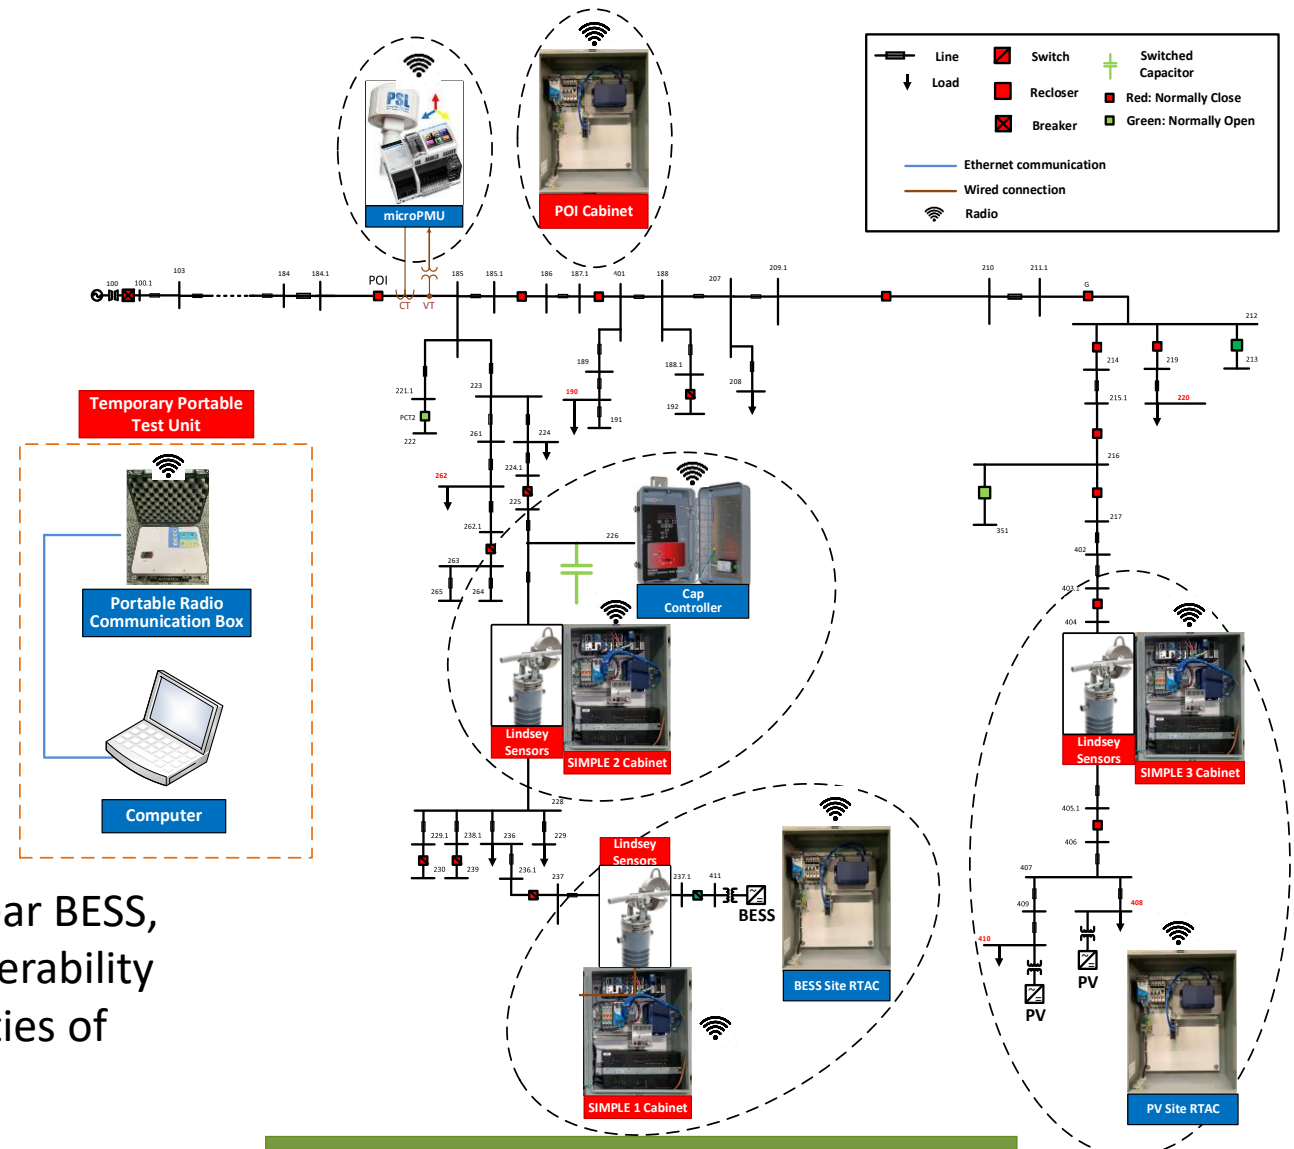 Line
Load
Switch
Recloser
Breaker
Switched
Capacitor
Red: Normally Close
Green: Normally Open
Ethernet communication
Wired connection
Radio
PSL
microPMU
POI Cabinet
100
100.1
103
184
184.1
POI
CT
VT
185
185.1
186
187.1
401
188
207
209.1
210
211.1
G
212
189
190
191
188.1
192
208
214
215.1
219
220
213
221.1
PCT2
222
223
261
224
224.1
225
262
262.1
263
265
264
226
216
351
217
402
403.1
404
Temporary Portable
Test Unit
Portable Radio
Communication Box
Computer
Cap
Controller
Lindsey
Sensors
SIMPLE 2 Cabinet
Lindsey
Sensors
SIMPLE 3 Cabinet
228
229.1
238.1
236
229
230
239
236.1
237
Lindsey
Sensors
237.1
411
BESS
BESS Site RTAC
SIMPLE 1 Cabinet
405.1
406
407
409
408
410
PV
PV
PV Site RTAC
ar BESS,
erability
ties of